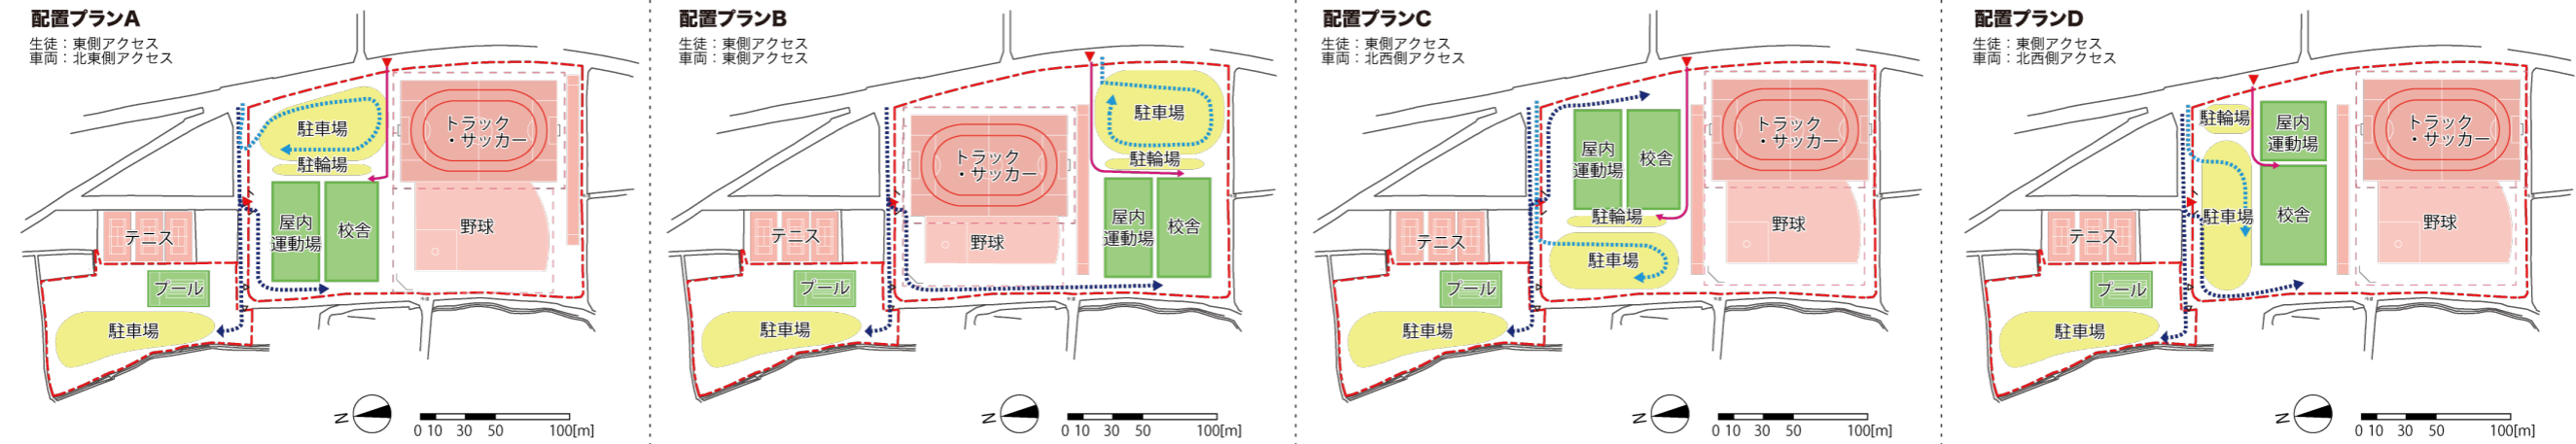 配置プランA
生徒：東側アクセス
車両：北東側アクセス
駐車場
駐輪場
トラック
・サッカー
屋内
運動場
校舎
野球
テニス
プール
駐車場
N
0 10 30 50 100[m]
配置プランB
生徒：東側アクセス
車両：東側アクセス
駐車場
駐輪場
トラック
・サッカー
屋内
運動場
校舎
野球
テニス
プール
駐車場
N
0 10 30 50 100[m]
配置プランC
生徒：東側アクセス
車両：北西側アクセス
屋内
運動場
校舎
トラック
・サッカー
駐輪場
野球
テニス
駐車場
プール
駐車場
N
0 10 30 50 100[m]
配置プランD
生徒：東側アクセス
車両：北西側アクセス
駐輪場
屋内
運動場
トラック
・サッカー
駐車場
校舎
野球
テニス
プール
駐車場
N
0 10 30 50 100[m]